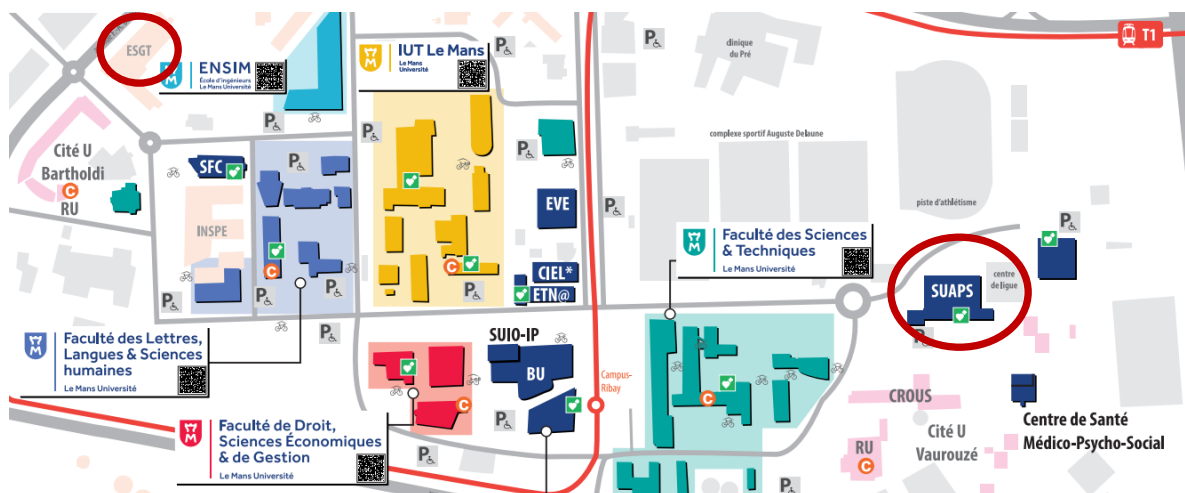 ESGT
ENSIM
École d'ingénieurs
Le Mans Université
IUT Le Mans
Le Mans
Université
P
P
clinique
du Pré
T1
P
P
P
P
P
Cité U
Bartholdi
C
RU
SFC
INSPE
complexe sportif Auguste Delaune
EVE
P
piste d'athlétisme
P
Faculté des Sciences
& Techniques
Le Mans Université
C
C
CIEL*
ETN@
SUAPS
centre
de ligue
P
P
P
P
P
P
Faculté des Lettres,
Langues & Sciences
humaines
Le Mans Université
SUIO-IP
BU
Campus-
Ribay
C
C
CROUS
Cité U
Vaurouzé
RU
C
Centre de Santé
Médico-Psycho-Social
P
Faculté de Droit,
Sciences Économiques
& de Gestion
Le Mans Université
P
P